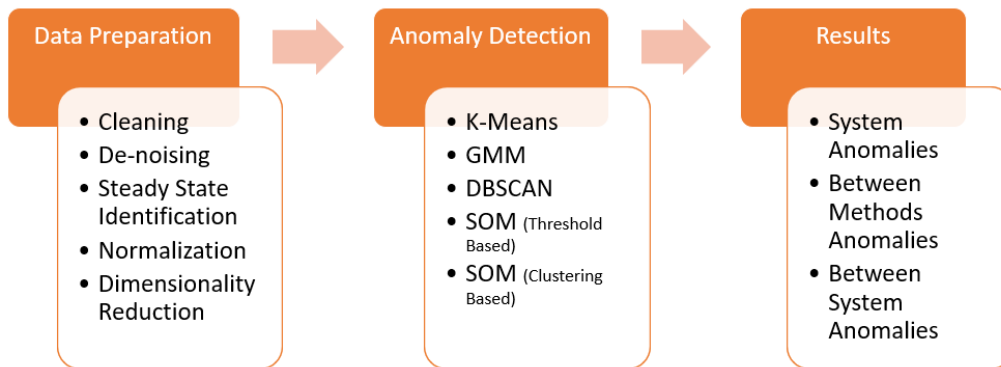 Data Preparation
• Cleaning
• De-noising
• Steady State
Identification
• Normalization
• Dimensionality
Reduction
Anomaly Detection
• K-Means
• GMM
• DBSCAN
• SOM (Threshold
Based)
• SOM (Clustering
Based)
Results
• System
Anomalies
• Between
Methods
Anomalies
• Between
System
Anomalies